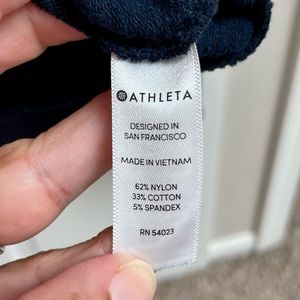 ATHLETA
DESIGNED IN
SAN FRANCISCO
MADE IN VIETNAM
62% NYLON
33% COTTON
5% SPANDEX
RN 54023